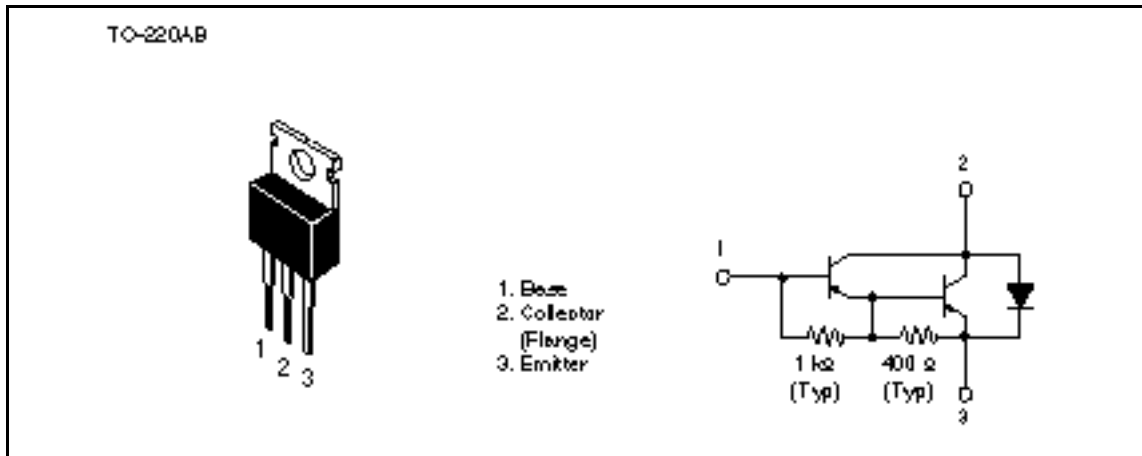 TO-220AB
1
2
3
1. Base
2. Collector
(Flange)
3. Emitter
2
1
1 kΩ
(Typ)
400 Ω
(Typ)
3